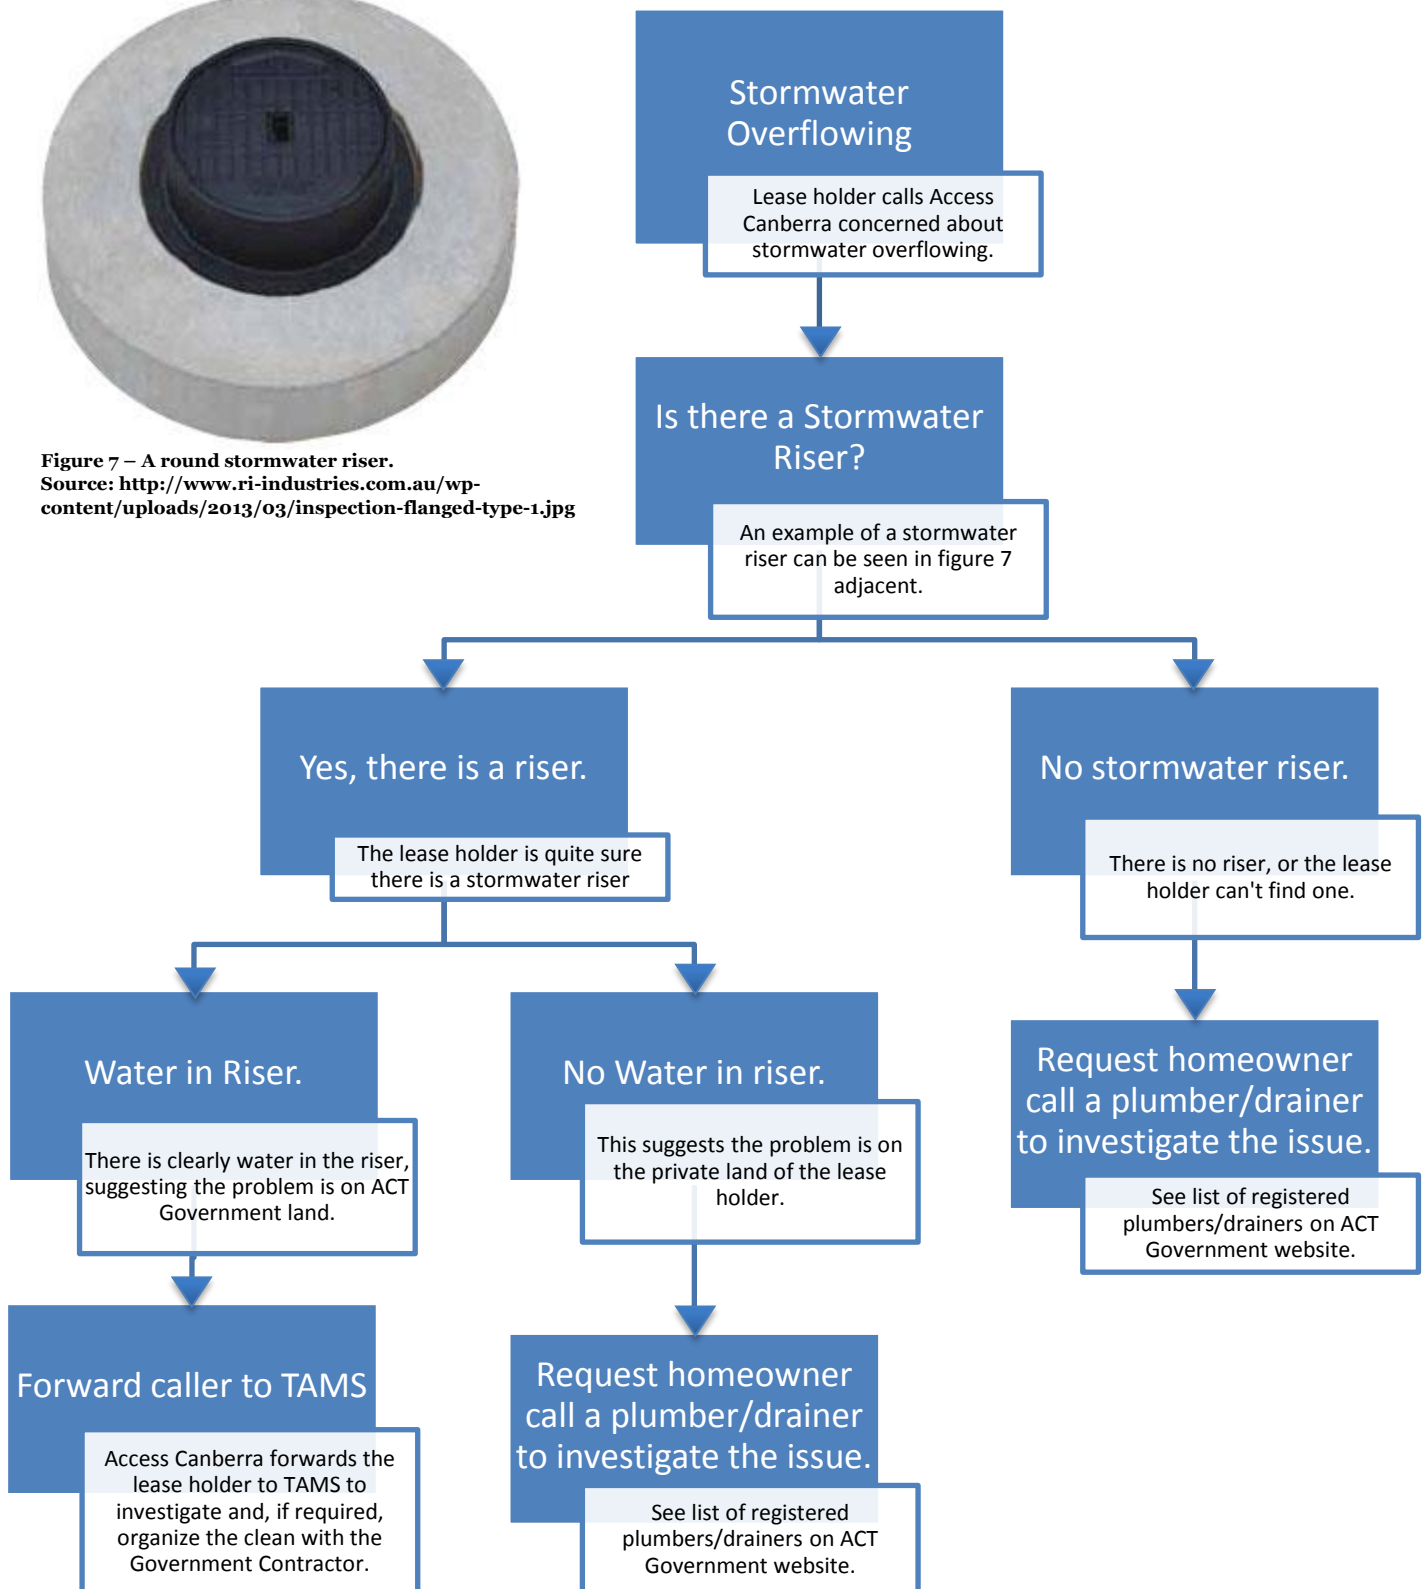 Stormwater
Overflowing
Lease holder calls Access
Canberra concerned about
stormwater overflowing.
Figure 7 – A round stormwater riser.
Source: http://www.ri-industries.com.au/wp-
content/uploads/2013/03/inspection-flanged-type-1.jpg
Is there a Stormwater
Riser?
An example of a stormwater
riser can be seen in figure 7
adjacent.
Yes, there is a riser.
The lease holder is quite sure
there is a stormwater riser
No stormwater riser.
There is no riser, or the lease
holder can't find one.
Water in Riser.
There is clearly water in the riser,
suggesting the problem is on ACT
Government land.
No Water in riser.
This suggests the problem is on
the private land of the lease
holder.
Request homeowner
call a plumber/drainer
to investigate the issue.
See list of registered
plumbers/drainers on ACT
Government website.
Forward caller to TAMS
Access Canberra forwards the
lease holder to TAMS to
investigate and, if required,
organize the clean with the
Government Contractor.
Request homeowner
call a plumber/drainer
to investigate the issue.
See list of registered
plumbers/drainers on ACT
Government website.